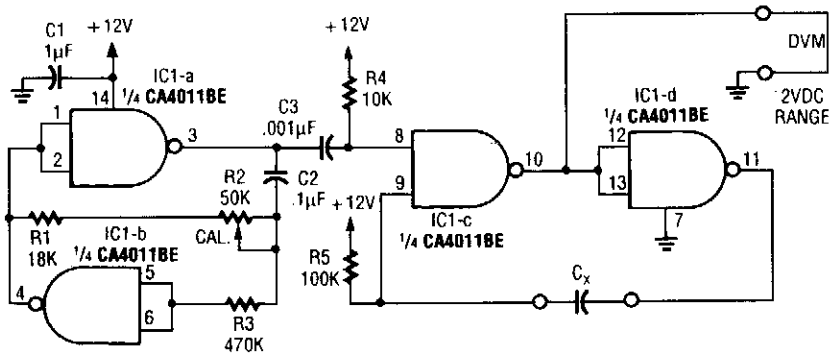 C1
1µF
+12V
IC1-a
1/4 CA4011BE
14
1
2
3
C3
.001µF
R4
10K
+12V
8
9
10
IC1-c
1/4 CA4011BE
IC1-d
1/4 CA4011BE
12
13
11
7
DVM
2VDC
RANGE
R2
50K
CAL.
C2
.1µF
R1
18K
IC1-b
1/4 CA4011BE
4
5
6
R3
470K
+12V
R5
100K
Cx